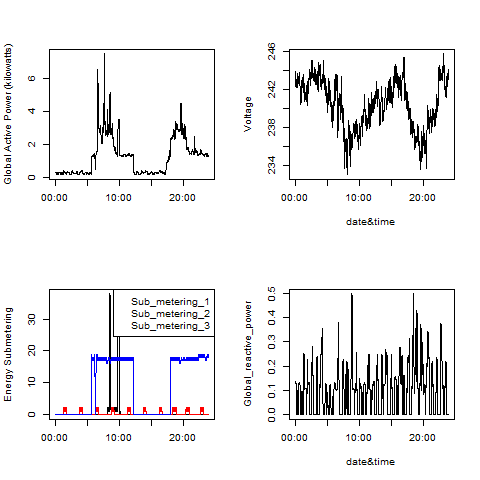 Global Active Power (kilowatts)
0 2 4 6
00:00 10:00 20:00
Voltage
234 238 242 246
00:00 10:00 20:00
date&time
Energy Submetering
0 10 20 30
Sub_metering_1
Sub_metering_2
Sub_metering_3
00:00 10:00 20:00
Global_reactive_power
0.0 0.1 0.2 0.3 0.4 0.5
00:00 10:00 20:00
date&time